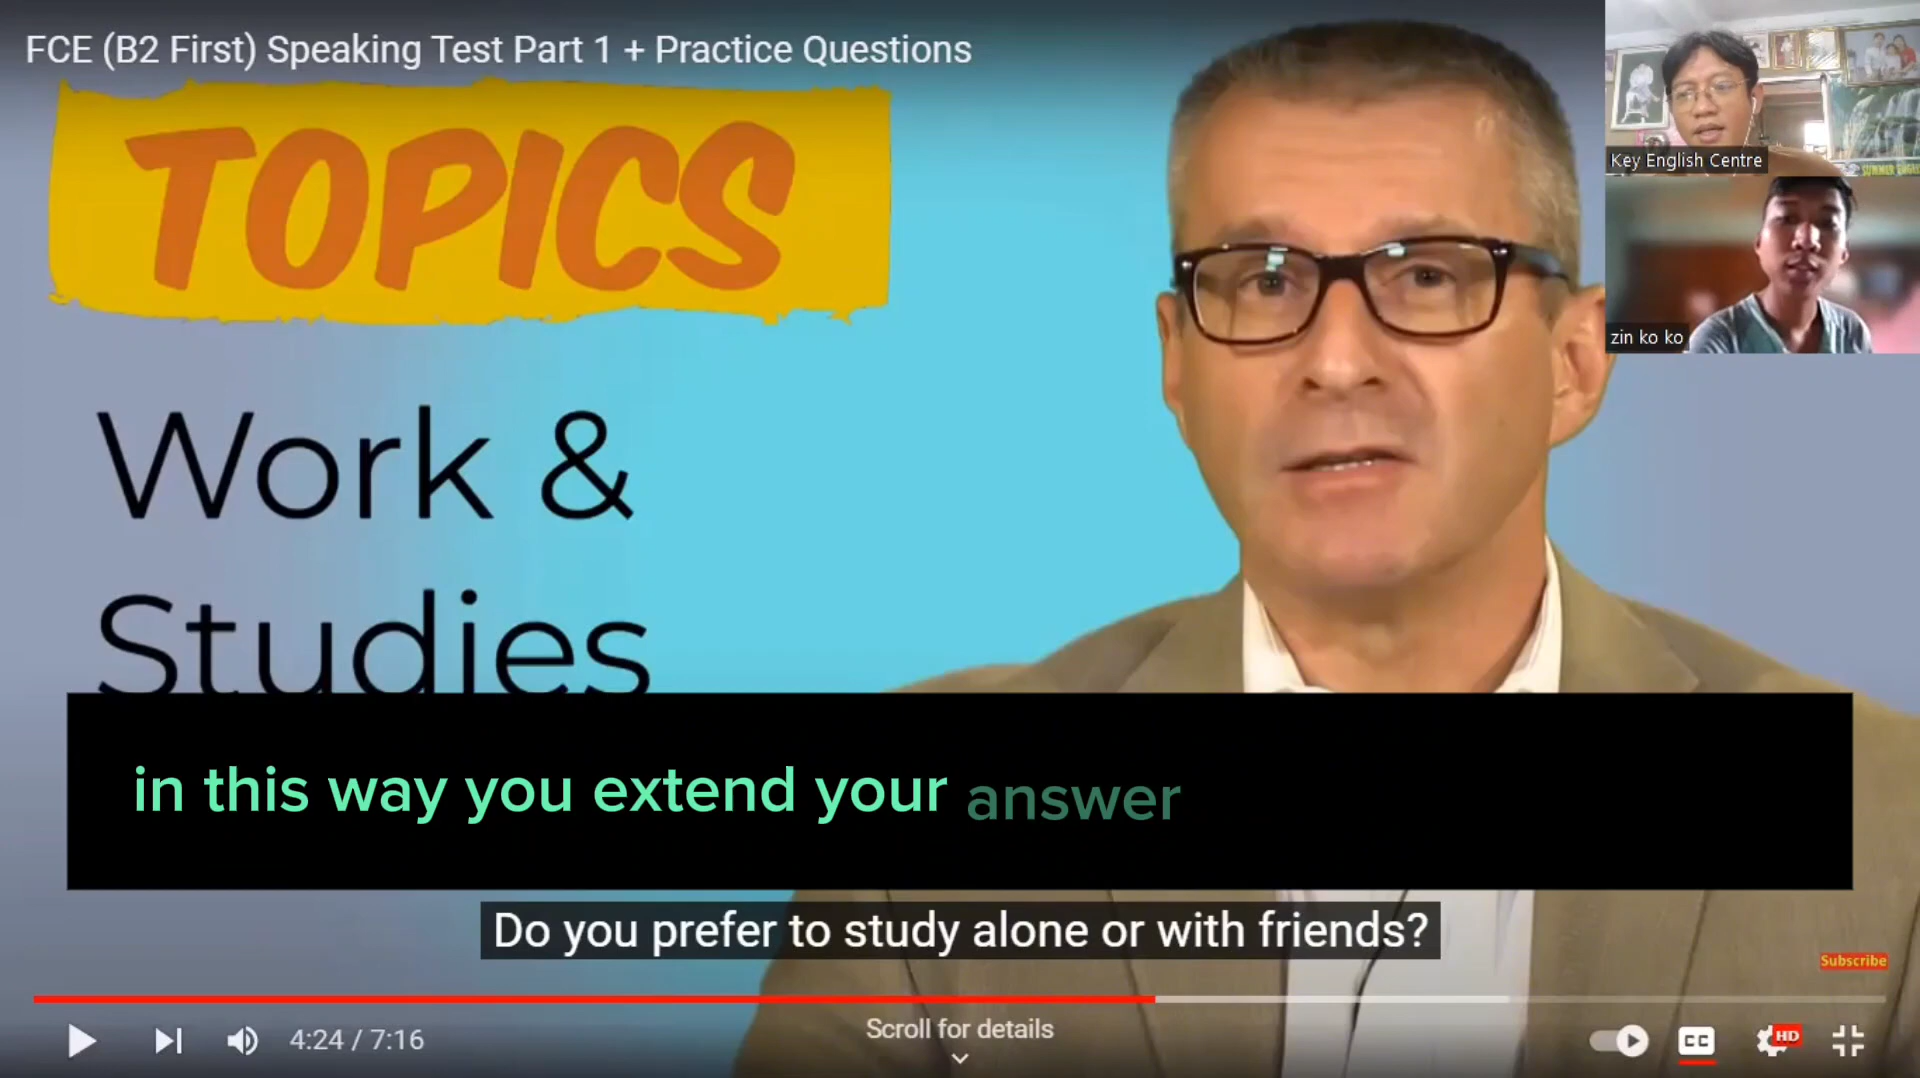 FCE (B2 First) Speaking Test Part 1 + Practice Questions
TOPICS
Work &
Studies
Key English Centre
zin ko ko
in this way you extend your answer
Do you prefer to study alone or with friends?
Subscribe
4:24 / 7:16
Scroll for details
CC
HD